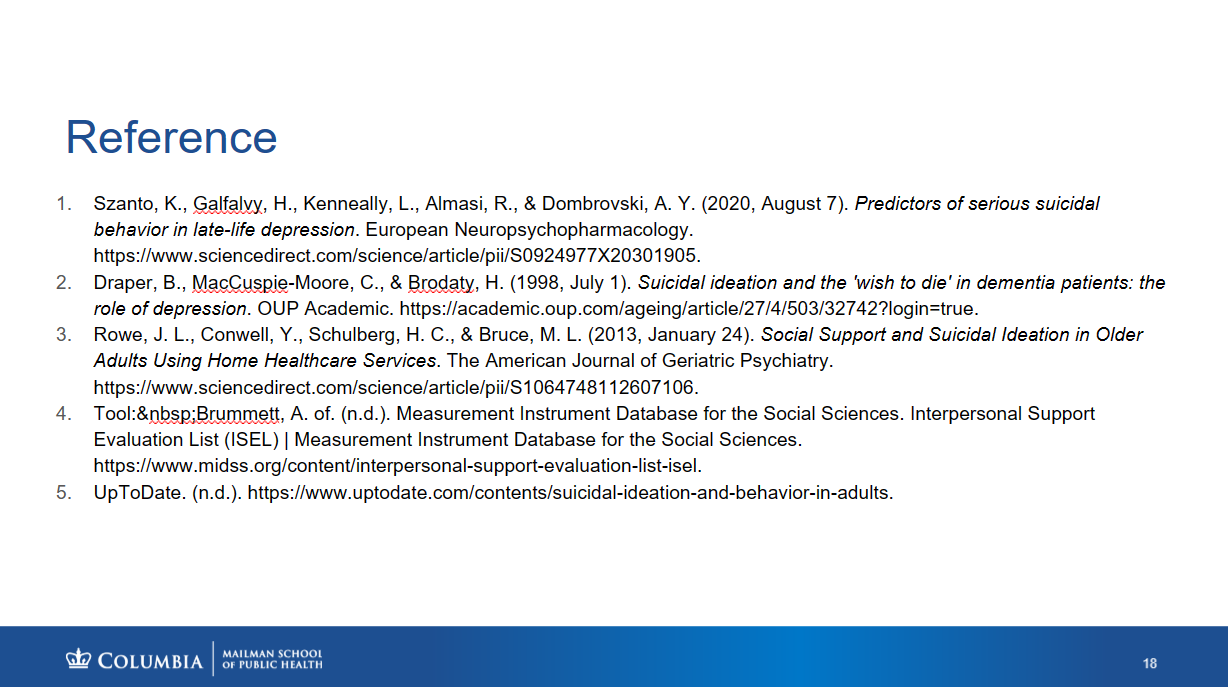 Reference
1. Szanto, K., Galfalvy, H., Kenneally, L., Almasi, R., & Dombrovski, A. Y. (2020, August 7). Predictors of serious suicidal
behavior in late-life depression. European Neuropsychopharmacology.
https://www.sciencedirect.com/science/article/pii/S0924977X20301905.
2. Draper, B., MacCuspie-Moore, C., & Brodaty, H. (1998, July 1). Suicidal ideation and the 'wish to die' in dementia patients: the
role of depression. OUP Academic. https://academic.oup.com/ageing/article/27/4/503/32742?login=true.
3. Rowe, J. L., Conwell, Y., Schulberg, H. C., & Bruce, M. L. (2013, January 24). Social Support and Suicidal Ideation in Older
Adults Using Home Healthcare Services. The American Journal of Geriatric Psychiatry.
https://www.sciencedirect.com/science/article/pii/S1064748112607106.
4. Tool:&nbsp;Brummett, A. of. (n.d.). Measurement Instrument Database for the Social Sciences. Interpersonal Support
Evaluation List (ISEL) | Measurement Instrument Database for the Social Sciences.
https://www.midss.org/content/interpersonal-support-evaluation-list-isel.
5. UpToDate. (n.d.). https://www.uptodate.com/contents/suicidal-ideation-and-behavior-in-adults.
COLUMBIA
MAILMAN SCHOOL
OF PUBLIC HEALTH
18